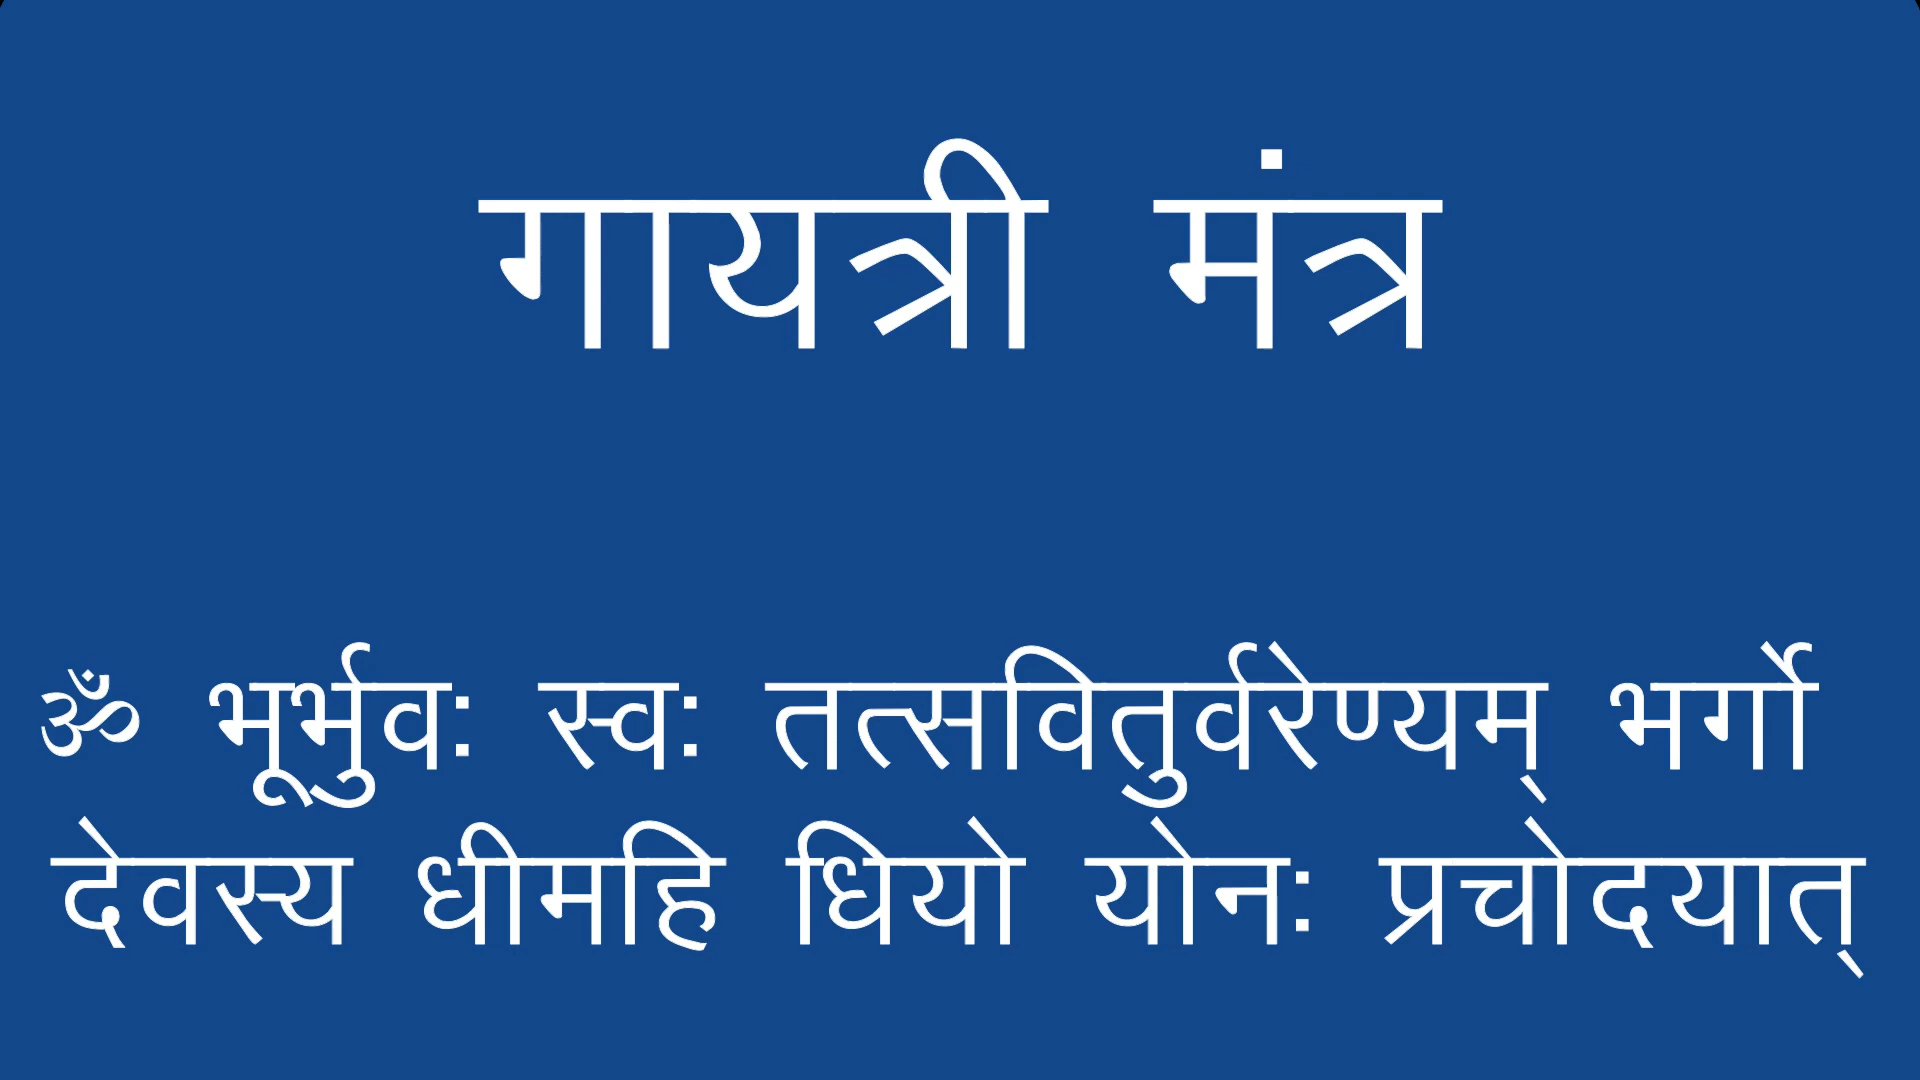 गायत्री मंत्र
ॐ भूर्भुव: स्व: तत्सवितुर्वरेण्यम् भर्गो
देवस्य धीमहि धियो योन: प्रचोदयात्